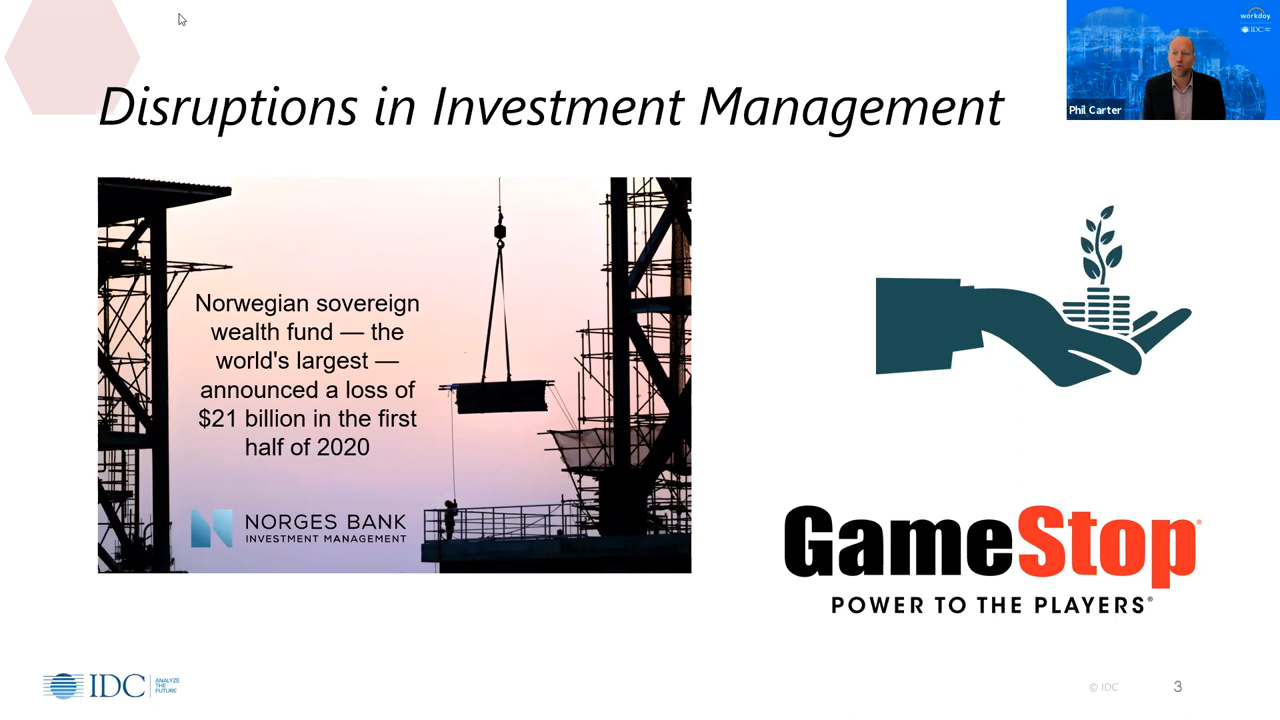 workday.
IDC
Phil Carter
Disruptions in Investment Management
Norwegian sovereign
wealth fund — the
world's largest —
announced a loss of
$21 billion in the first
half of 2020
NORGES BANK
INVESTMENT MANAGEMENT
GameStop®
POWER TO THE PLAYERS®
IDC
ANALYZE
THE
FUTURE
© IDC
3